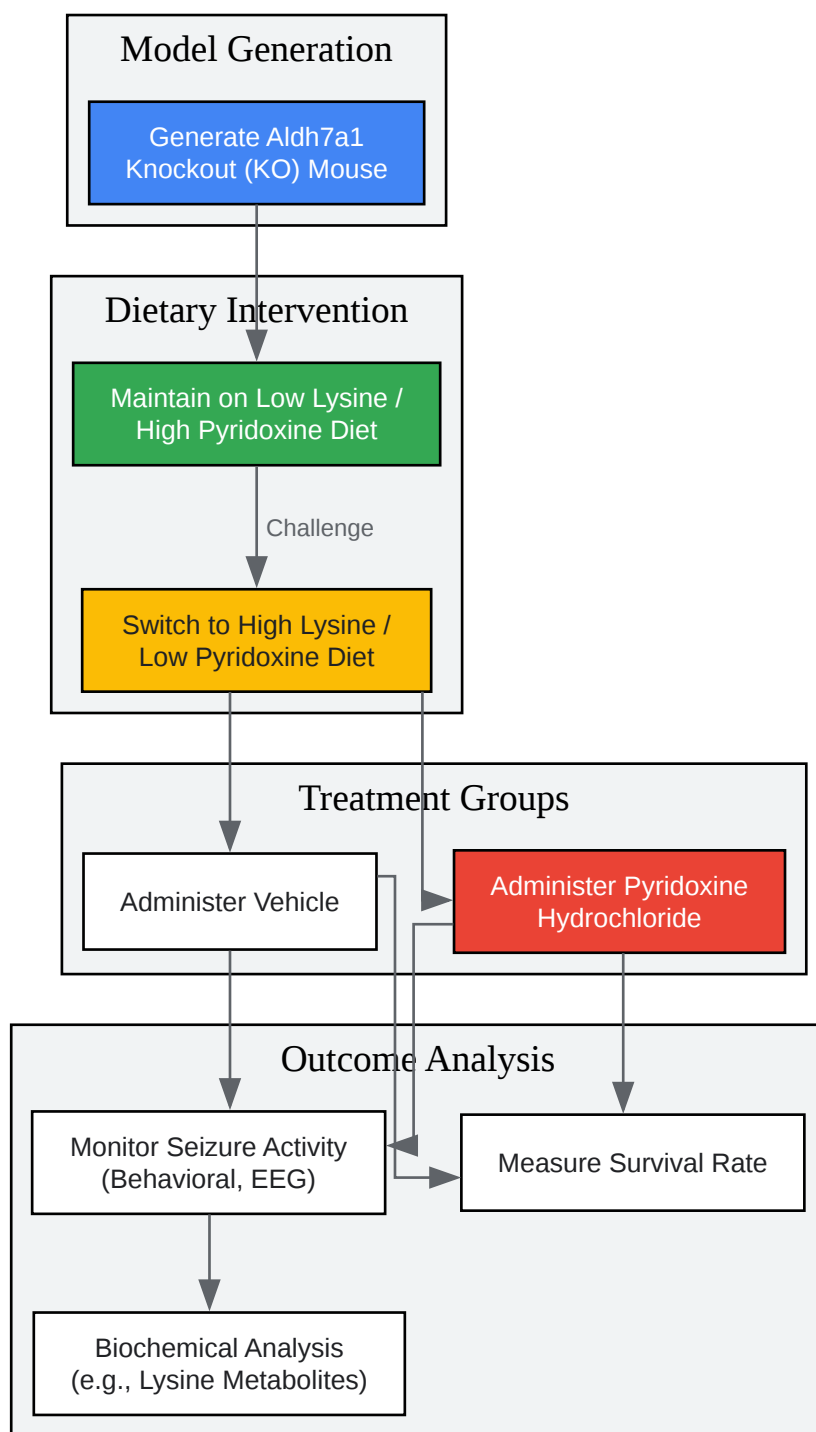 Model Generation
Generate Aldh7a1
Knockout (KO) Mouse
Dietary Intervention
Maintain on Low Lysine /
High Pyridoxine Diet
Challenge
Switch to High Lysine /
Low Pyridoxine Diet
Treatment Groups
Administer Vehicle
Administer Pyridoxine
Hydrochloride
Outcome Analysis
Monitor Seizure Activity
(Behavioral, EEG)
Measure Survival Rate
Biochemical Analysis
(e.g., Lysine Metabolites)